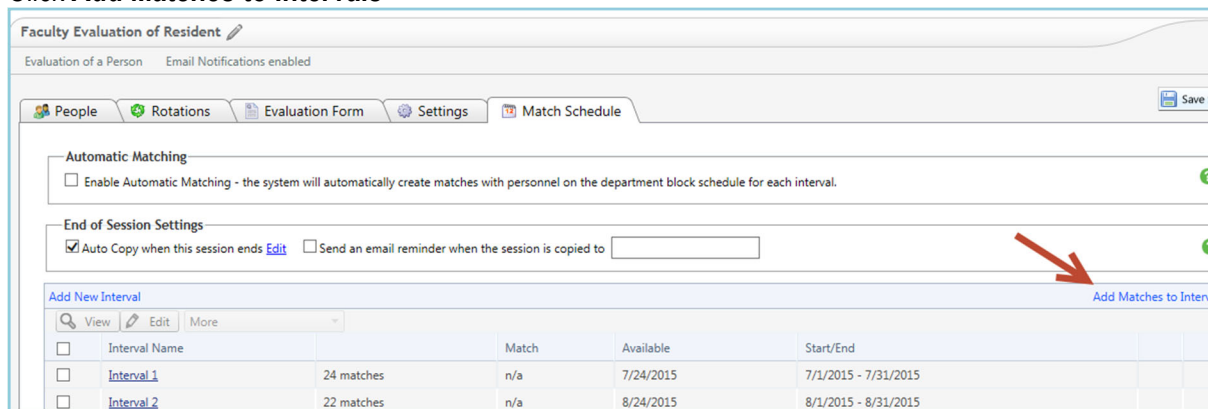 Faculty Evaluation of Resident
Evaluation of a Person Email Notifications enabled
People Rotations Evaluation Form Settings Match Schedule Save
Automatic Matching
Enable Automatic Matching - the system will automatically create matches with personnel on the department block schedule for each interval.
End of Session Settings
Auto Copy when this session ends Edit Send an email reminder when the session is copied to
Add New Interval Add Matches to Interv
View Edit More
Interval Name Match Available Start/End
Interval 1 24 matches n/a 7/24/2015 7/1/2015 - 7/31/2015
Interval 2 22 matches n/a 8/24/2015 8/1/2015 - 8/31/2015